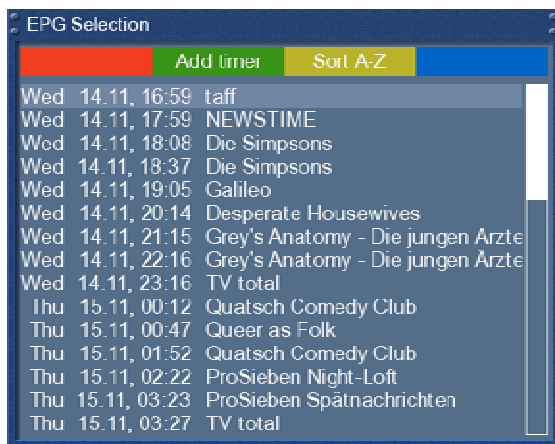 EPG Selection
Add timer Sort A-Z
Wed 14.11, 16:59 taff
Wed 14.11, 17:59 NEWSTIME
Wed 14.11, 18:08 Die Simpsons
Wed 14.11, 18:37 Die Simpsons
Wed 14.11, 19:05 Galileo
Wed 14.11, 20:14 Desperate Housewives
Wed 14.11, 21:15 Grey's Anatomy - Die jungen Ärzte
Wed 14.11, 22:16 Grey's Anatomy - Die jungen Ärzte
Wed 14.11, 23:16 TV total
Thu 15.11, 00:12 Quatsch Comedy Club
Thu 15.11, 00:47 Queer as Folk
Thu 15.11, 01:52 Quatsch Comedy Club
Thu 15.11, 02:22 ProSieben Night-Loft
Thu 15.11, 03:23 ProSieben Spätnachrichten
Thu 15.11, 03:27 TV total